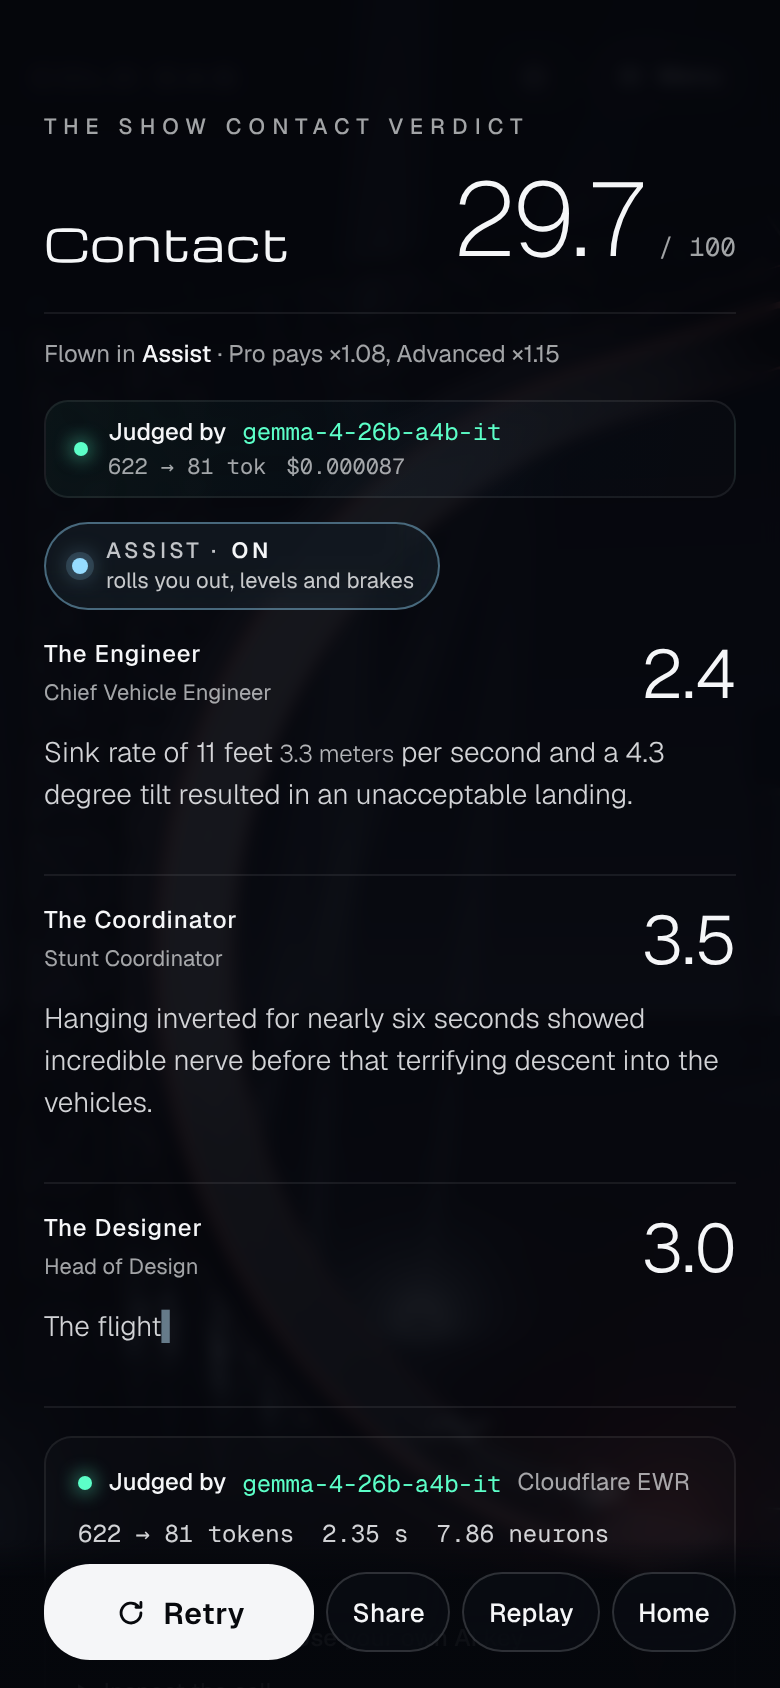 THE SHOW CONTACT VERDICT
Contact 29.7 / 100
Flown in Assist · Pro pays ×1.08, Advanced ×1.15
Judged by gemma-4-26b-a4b-it
622 → 81 tok $0.000087
ASSIST · ON
rolls you out, levels and brakes
The Engineer 2.4
Chief Vehicle Engineer
Sink rate of 11 feet 3.3 meters per second and a 4.3
degree tilt resulted in an unacceptable landing.
The Coordinator 3.5
Stunt Coordinator
Hanging inverted for nearly six seconds showed
incredible nerve before that terrifying descent into the
vehicles.
The Designer 3.0
Head of Design
The flight
Judged by gemma-4-26b-a4b-it Cloudflare EWR
622 → 81 tokens 2.35 s 7.86 neurons
Retry Share Replay Home